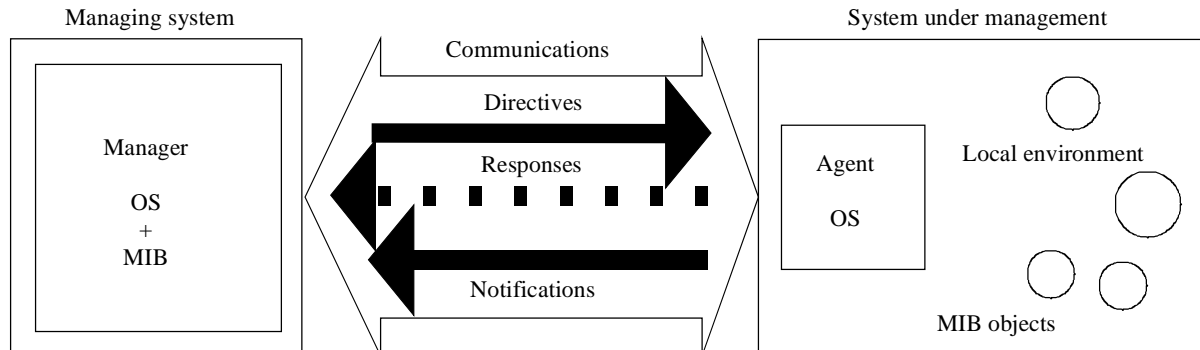 Managing system
System under management
Communications
Directives
Responses
Notifications
Manager
OS
+
MIB
Agent
OS
Local environment
MIB objects